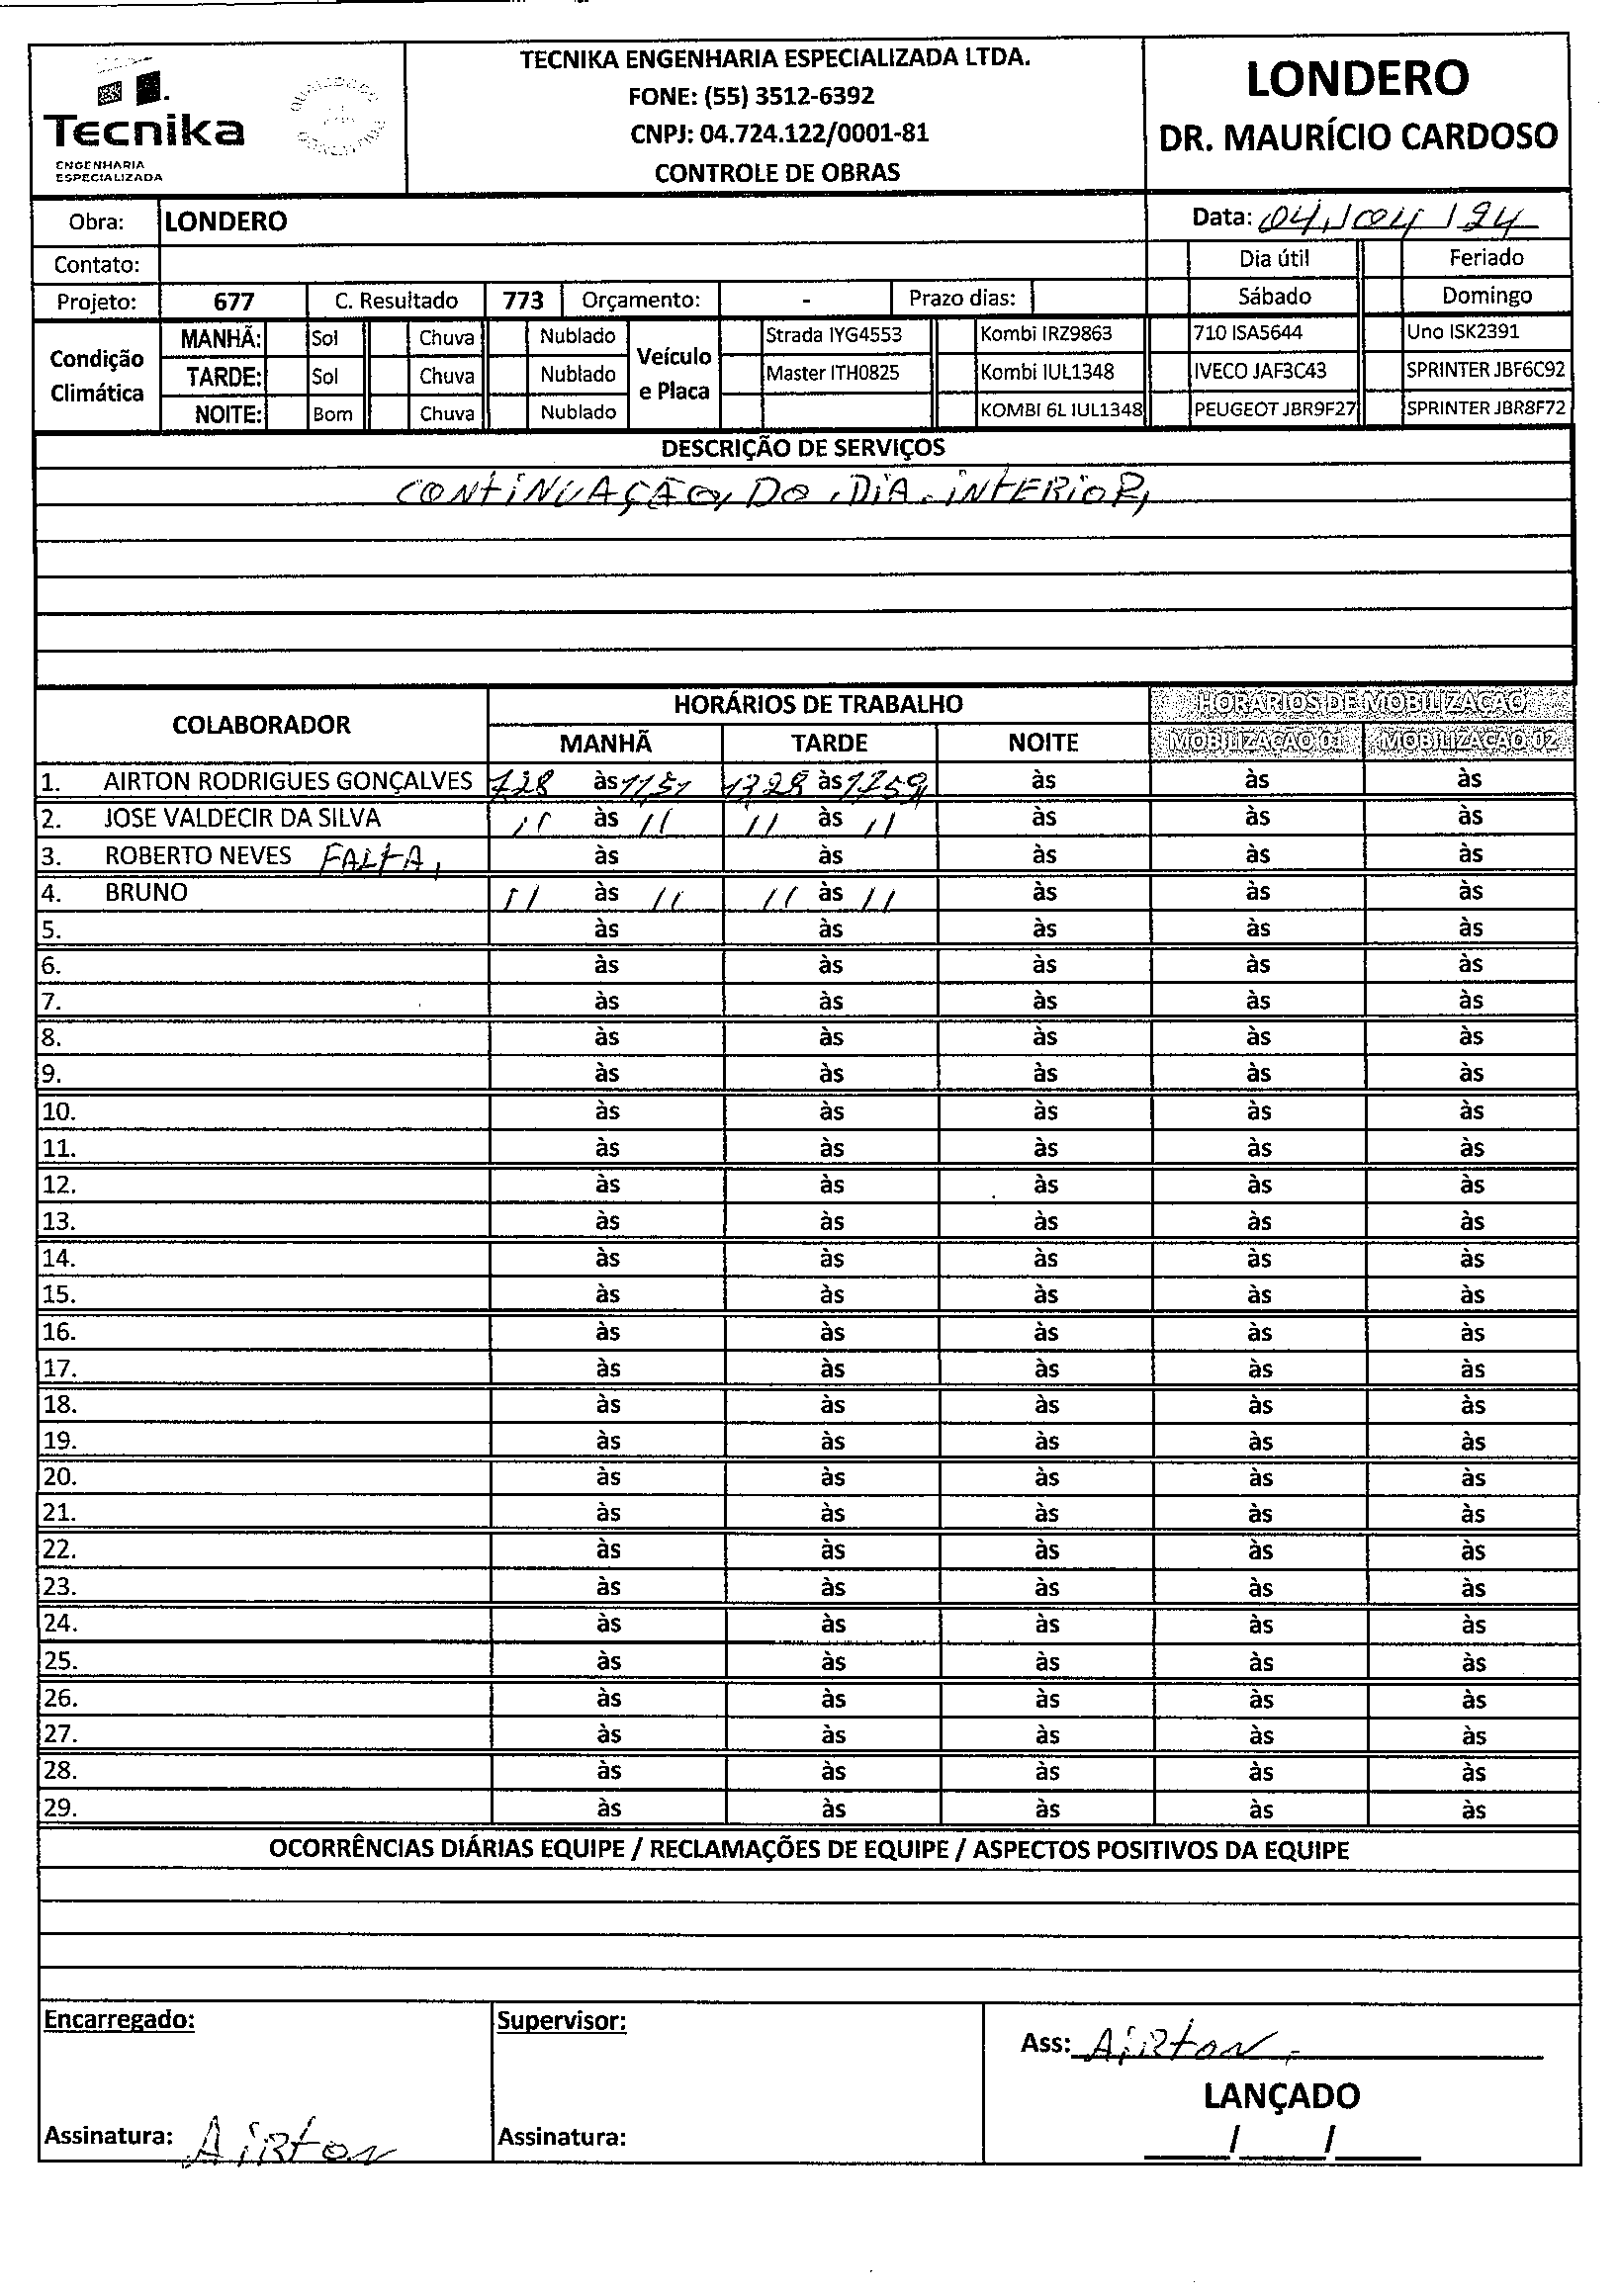 Tecnika
ENGENHARIA
ESPECIALIZADA
TECNIKA ENGENHARIA ESPECIALIZADA LTDA.
FONE: (55) 3512-6392
CNPJ: 04.724.122/0001-81
CONTROLE DE OBRAS
LONDERO
DR. MAURÍCIO CARDOSO
Obra: LONDERO Data: 04/04/24
Contato: Dia útil Feriado
Projeto: 677 C. Resultado 773 Orçamento: - Prazo dias: Sábado Domingo
Condição Climática
MANHÃ: Sol Chuva Nublado
TARDE: Sol Chuva Nublado
NOITE: Bom Chuva Nublado
Veículo e Placa
Strada IYG4553 Kombi IRZ9863 710 ISA5644 Uno ISK2391
Master ITH0825 Kombi IUL1348 IVECO JAF3C43 SPRINTER JBF6C92
KOMBI 6L IUL1348 PEUGEOT JBR9F27 SPRINTER JBR8F72
DESCRIÇÃO DE SERVIÇOS
CONTINUAÇÃO, DO, DIA. INTERIOR,
COLABORADOR HORÁRIOS DE TRABALHO HORÁRIOS DE MOBILIZAÇÃO
MANHÃ TARDE NOITE MOBILIZAÇÃO 01 MOBILIZAÇÃO 02
1. AIRTON RODRIGUES GONÇALVES 728 às 1151 1328 às 1759 às às às
2. JOSE VALDECIR DA SILVA 11 às 11 11 às 11 às às às
3. ROBERTO NEVES FALTA, às às às às às
4. BRUNO 11 às 11 11 às 11 às às às
5. às às às às às
6. às às às às às
7. às às às às às
8. às às às às às
9. às às às às às
10. às às às às às
11. às às às às às
12. às às às às às
13. às às às às às
14. às às às às às
15. às às às às às
16. às às às às às
17. às às às às às
18. às às às às às
19. às às às às às
20. às às às às às
21. às às às às às
22. às às às às às
23. às às às às às
24. às às às às às
25. às às às às às
26. às às às às às
27. às às às às às
28. às às às às às
29. às às às às às
OCORRÊNCIAS DIÁRIAS EQUIPE / RECLAMAÇÕES DE EQUIPE / ASPECTOS POSITIVOS DA EQUIPE
Encarregado: Supervisor:
Ass: Airton.
LANÇADO
Assinatura: Airton Assinatura: / /